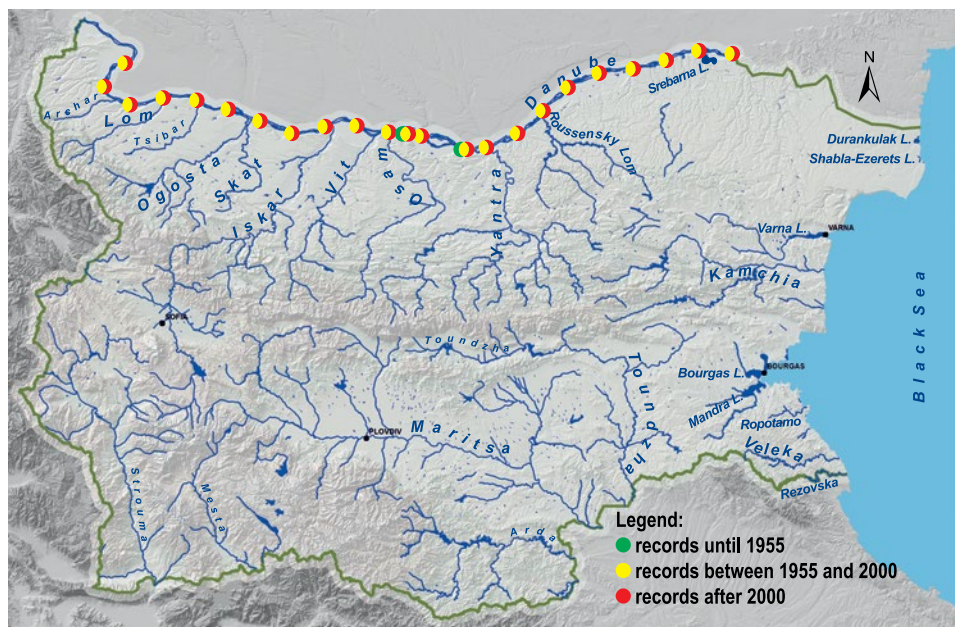 N
Danube
Srebarna L.
Archar
Lom
Tsibar
Roussensky Lom
Durankulak L.
Shabla-Ezerets L.
Ogosta
Skat
Iskar
Vit
Osam
Yantra
Varna L.
VARNA
Kamchia
SOFIA
Toundzha
Toundzha
Black Sea
Bourgas L.
BOURGAS
Mandra L.
Ropotamo
Veleka
Rezovska
PLOVDIV
Maritsa
Strouma
Mesta
Arda
Legend:
records until 1955
records between 1955 and 2000
records after 2000